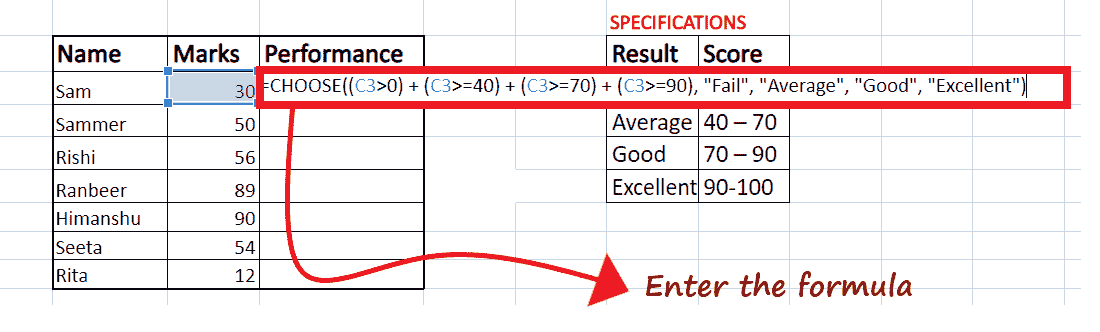 SPECIFICATIONS
Name Marks Performance Result Score
Sam 30 =CHOOSE((C3>0) + (C3>=40) + (C3>=70) + (C3>=90), "Fail", "Average", "Good", "Excellent")
Sammer 50 Average 40 – 70
Rishi 56 Good 70 – 90
Ranbeer 89 Excellent 90-100
Himanshu 90
Seeta 54
Rita 12
Enter the formula